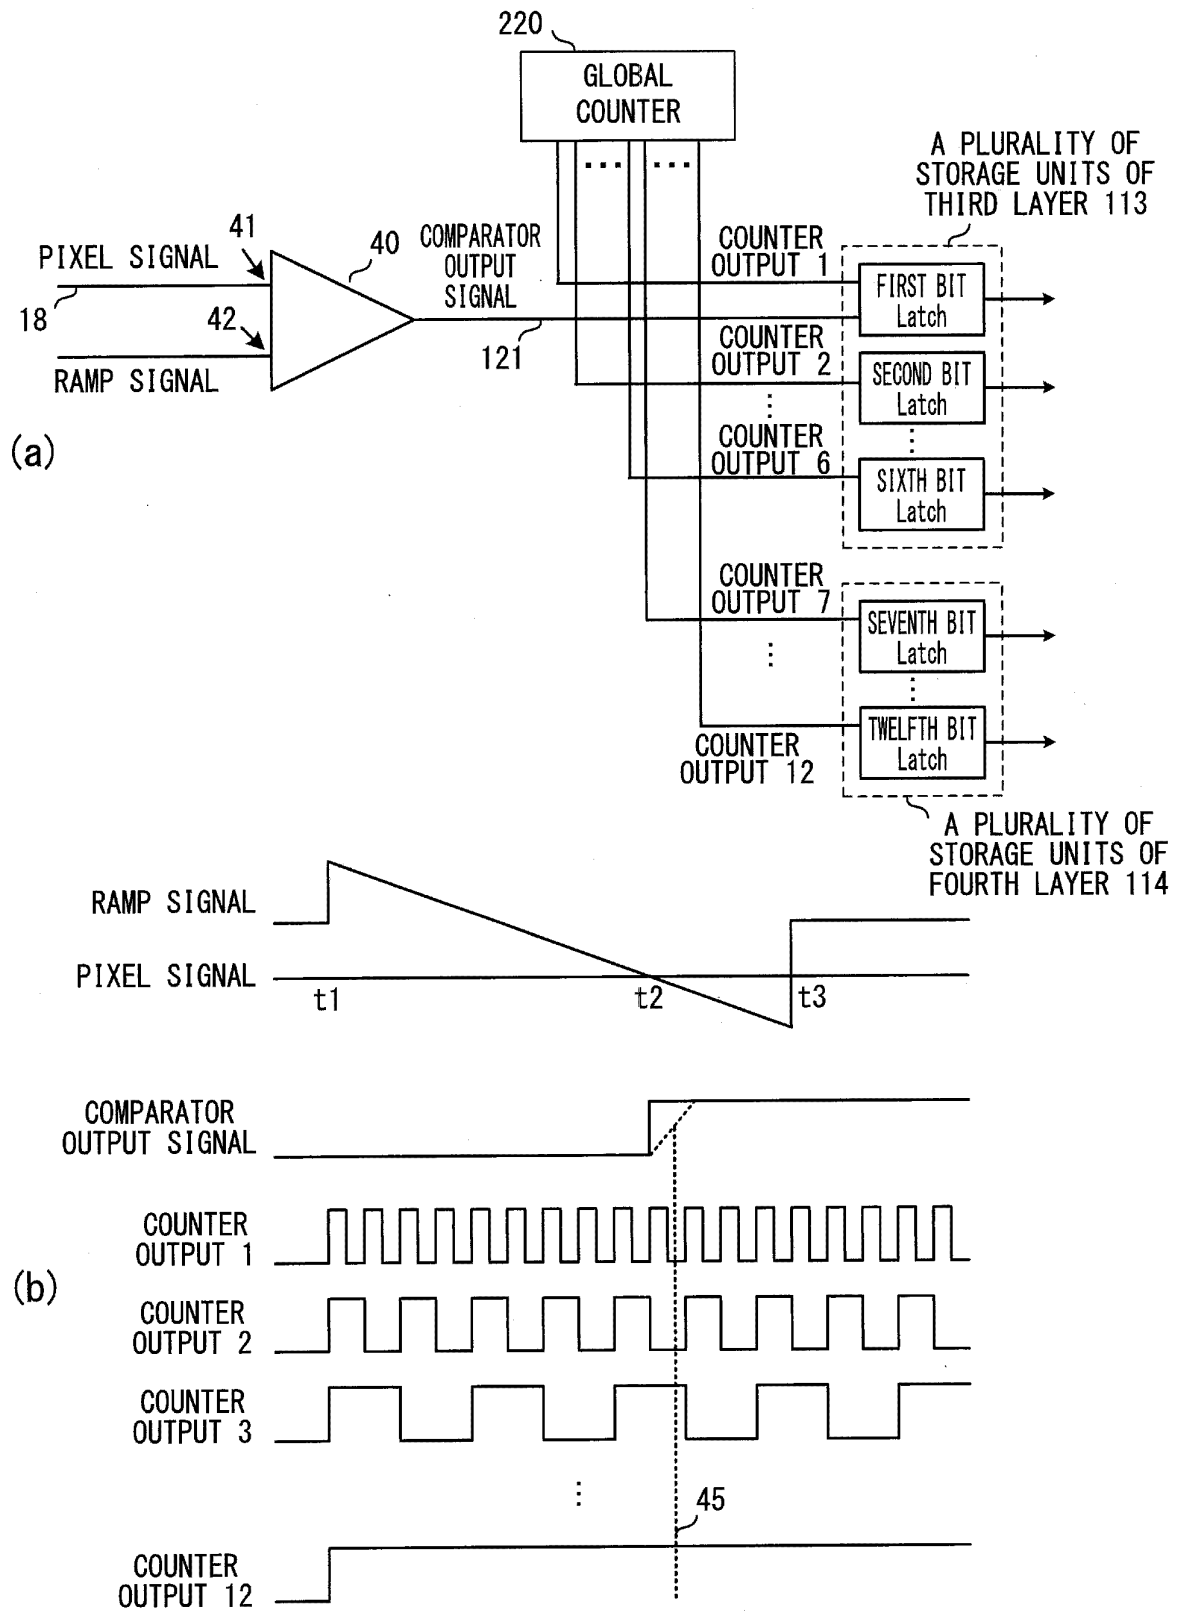 220
GLOBAL
COUNTER
A PLURALITY OF
STORAGE UNITS OF
THIRD LAYER 113
PIXEL SIGNAL
41
40
COMPARATOR
OUTPUT
SIGNAL
COUNTER
OUTPUT 1
FIRST BIT
Latch
18
42
121
RAMP SIGNAL
COUNTER
OUTPUT 2
SECOND BIT
Latch
(a)
COUNTER
OUTPUT 6
SIXTH BIT
Latch
COUNTER
OUTPUT 7
SEVENTH BIT
Latch
COUNTER
OUTPUT 12
TWELFTH BIT
Latch
A PLURALITY OF
STORAGE UNITS OF
FOURTH LAYER 114
RAMP SIGNAL
PIXEL SIGNAL
t1
t2
t3
COMPARATOR
OUTPUT SIGNAL
COUNTER
OUTPUT 1
(b)
COUNTER
OUTPUT 2
COUNTER
OUTPUT 3
45
COUNTER
OUTPUT 12